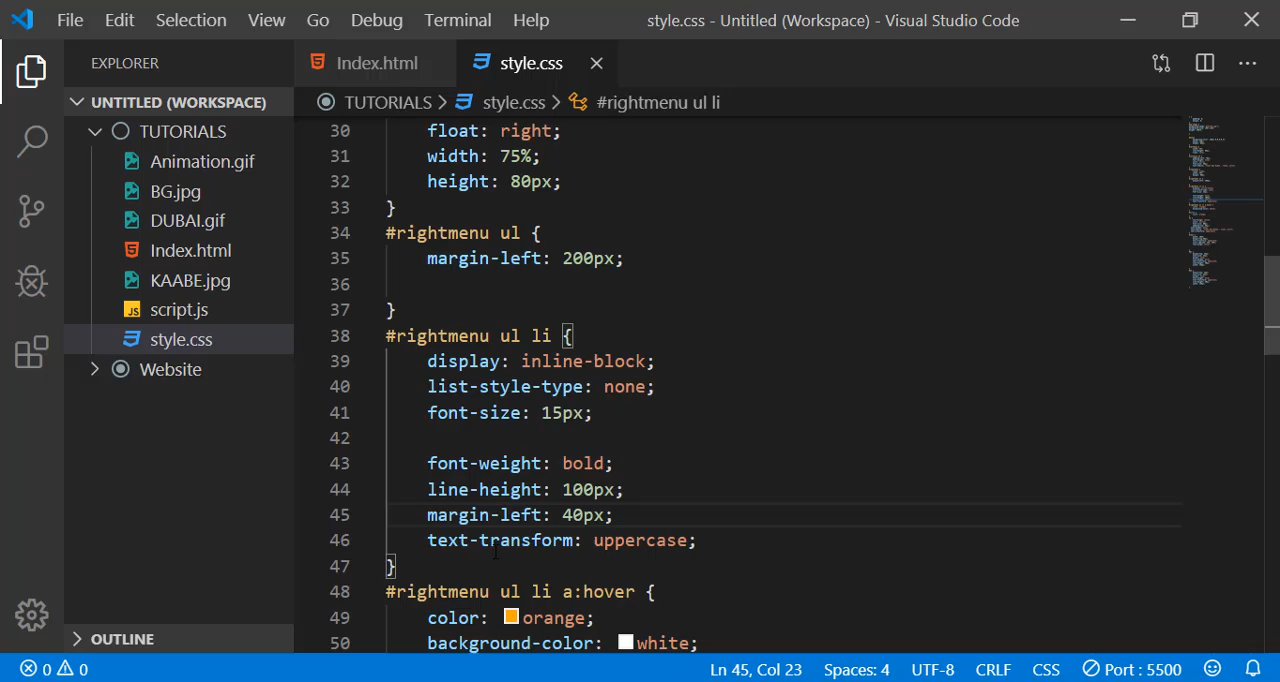 File Edit Selection View Go Debug Terminal Help style.css - Untitled (Workspace) - Visual Studio Code
EXPLORER
UNTITLED (WORKSPACE)
TUTORIALS
Animation.gif
BG.jpg
DUBAI.gif
Index.html
KAABE.jpg
JS script.js
style.css
Website
OUTLINE
Index.html style.css
TUTORIALS > style.css > #rightmenu ul li
30 float: right;
31 width: 75%;
32 height: 80px;
33 }
34 #rightmenu ul {
35 margin-left: 200px;
36
37 }
38 #rightmenu ul li {
39 display: inline-block;
40 list-style-type: none;
41 font-size: 15px;
42
43 font-weight: bold;
44 line-height: 100px;
45 margin-left: 40px;
46 text-transform: uppercase;
47 }
48 #rightmenu ul li a:hover {
49 color: orange;
50 background-color: white;
0 0 Ln 45, Col 23 Spaces: 4 UTF-8 CRLF CSS Port : 5500